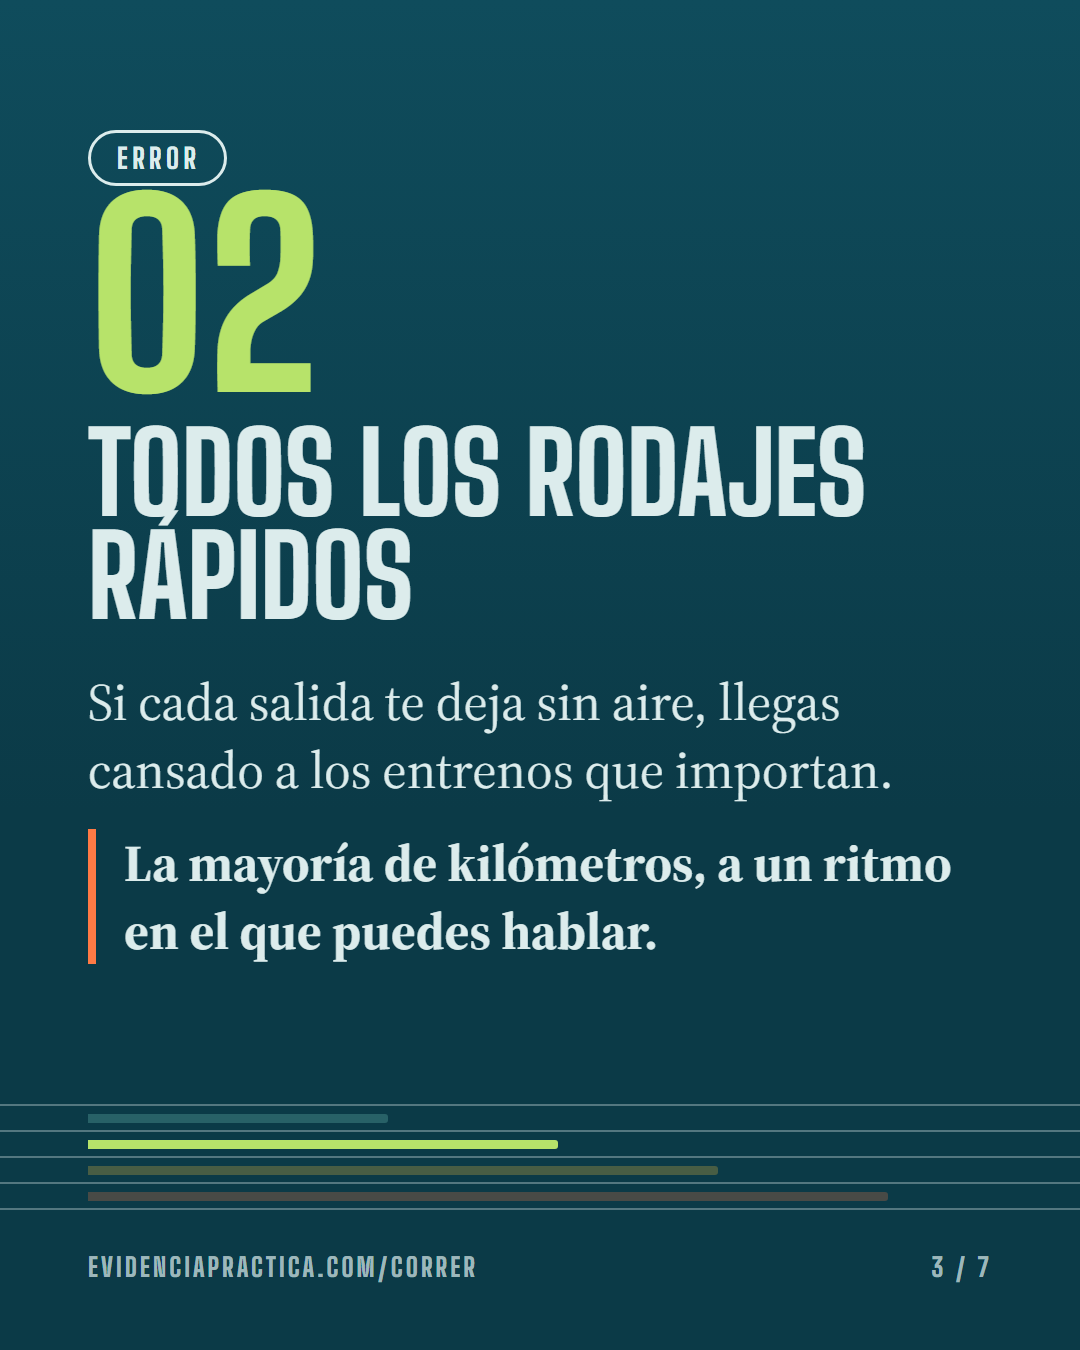 ERROR
02
TODOS LOS RODAJES
RÁPIDOS
Si cada salida te deja sin aire, llegas
cansado a los entrenos que importan.
La mayoría de kilómetros, a un ritmo
en el que puedes hablar.
EVIDENCIAPRACTICA.COM/CORRER
3 / 7